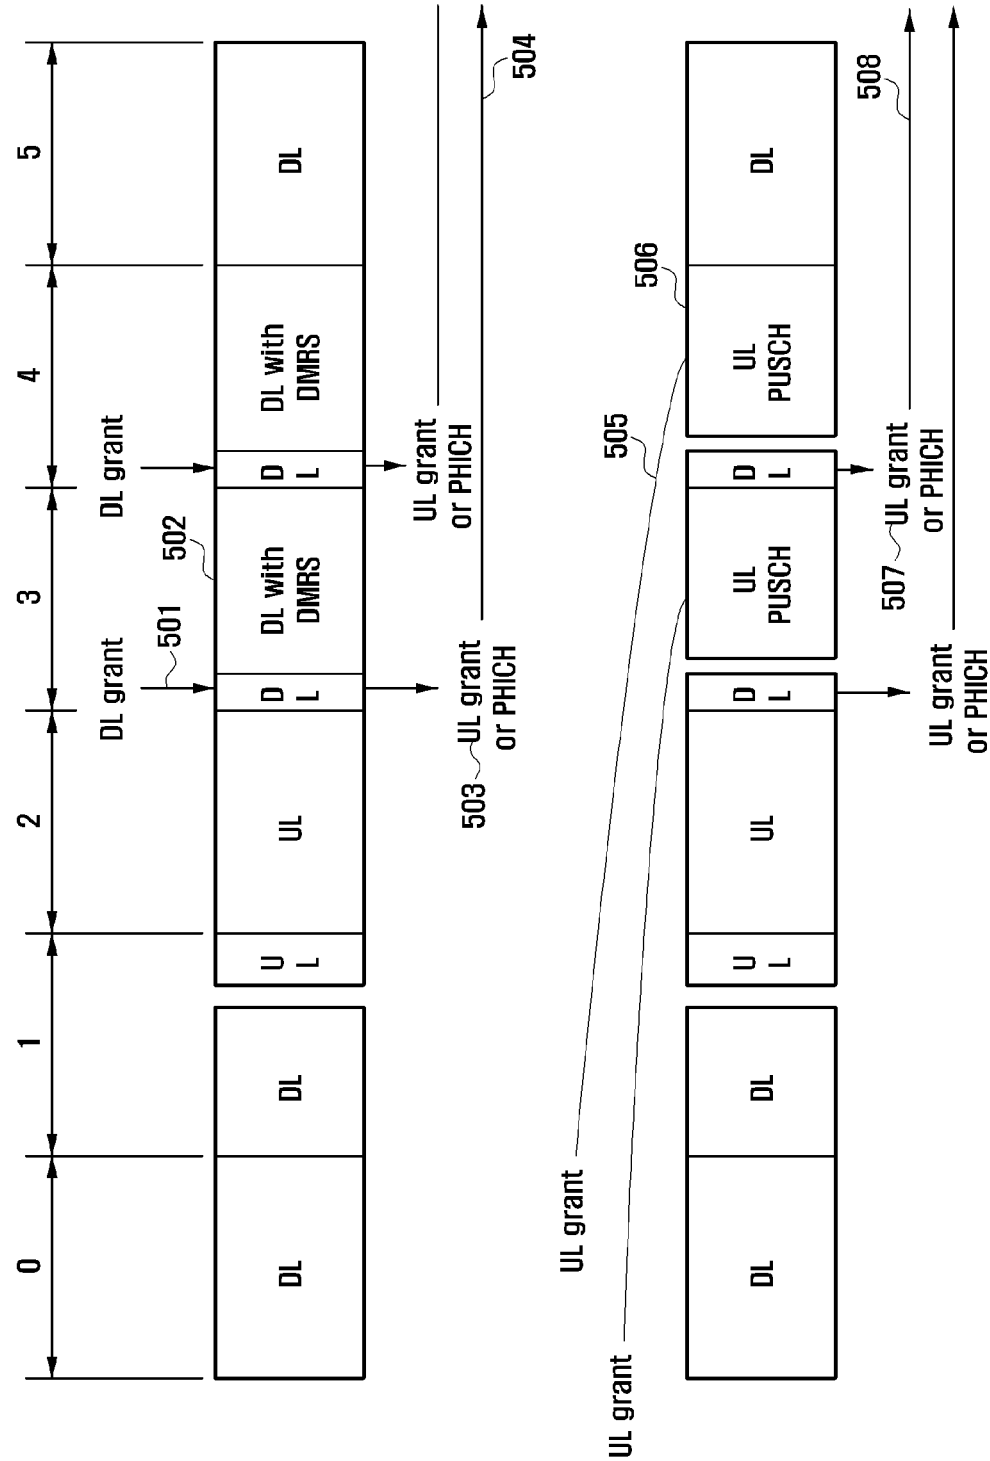 0 1 2 3 4 5
DL grant DL grant
501 502
DL DL U L UL D L DL with DMRS D L DL with DMRS DL
UL grant
or PHICH
503
UL grant
or PHICH
504
UL grant
UL grant
505 506
DL DL U L UL D L UL PUSCH D L UL PUSCH DL
UL grant
or PHICH
507 UL grant
or PHICH
508